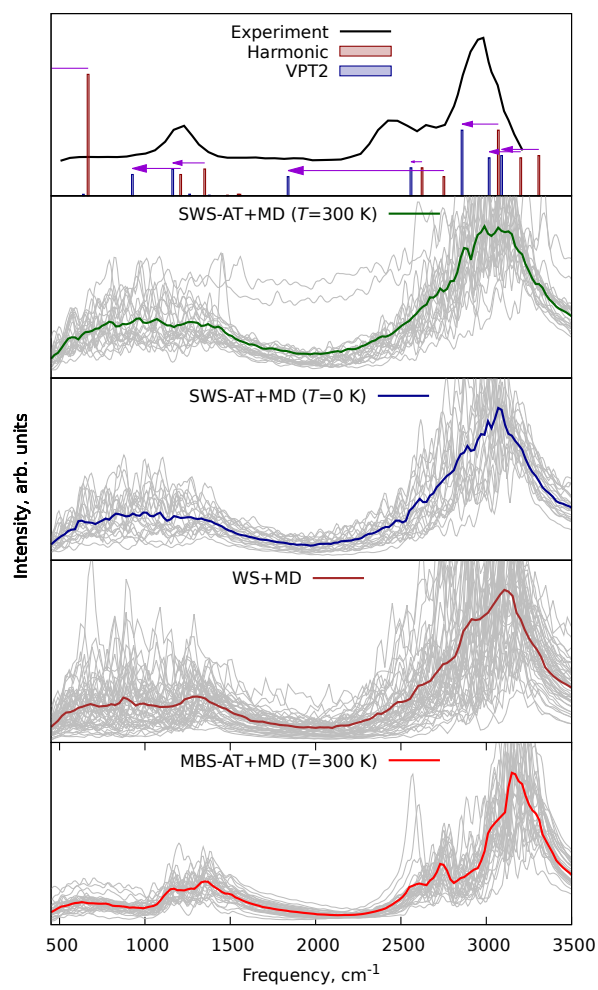 Experiment
Harmonic
VPT2
SWS-AT+MD (T=300 K)
SWS-AT+MD (T=0 K)
WS+MD
MBS-AT+MD (T=300 K)
Intensity, arb. units
500 1000 1500 2000 2500 3000 3500
Frequency, cm-1